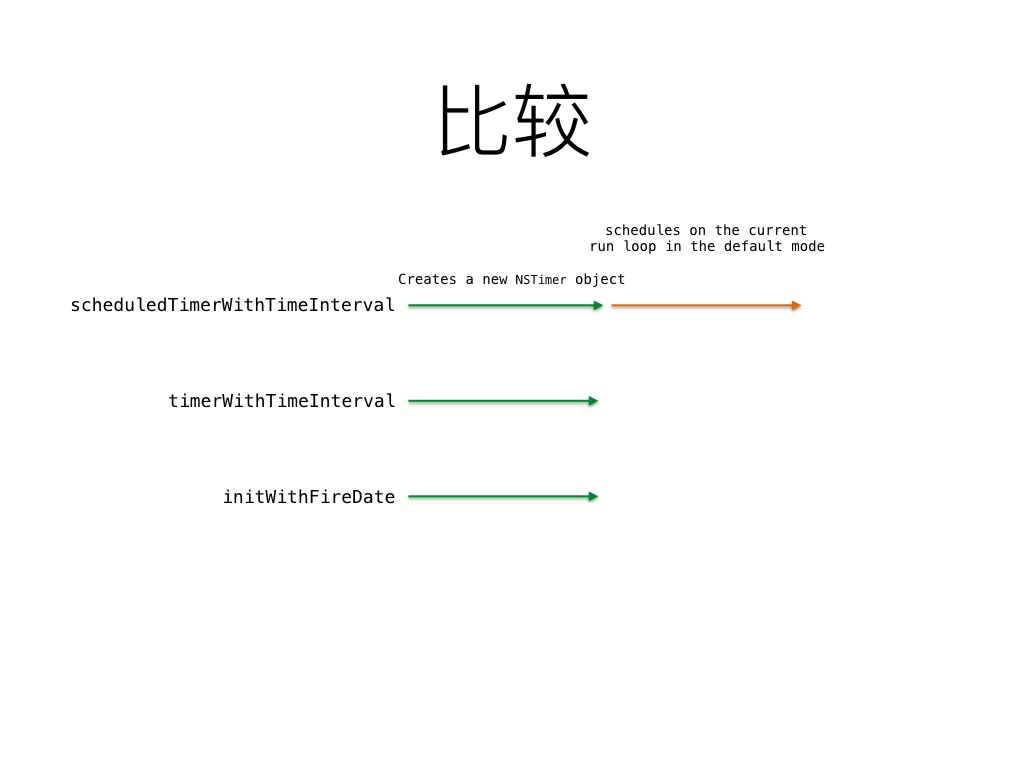 比较
schedules on the current
run loop in the default mode
Creates a new NSTimer object
scheduledTimerWithTimeInterval
timerWithTimeInterval
initWithFireDate